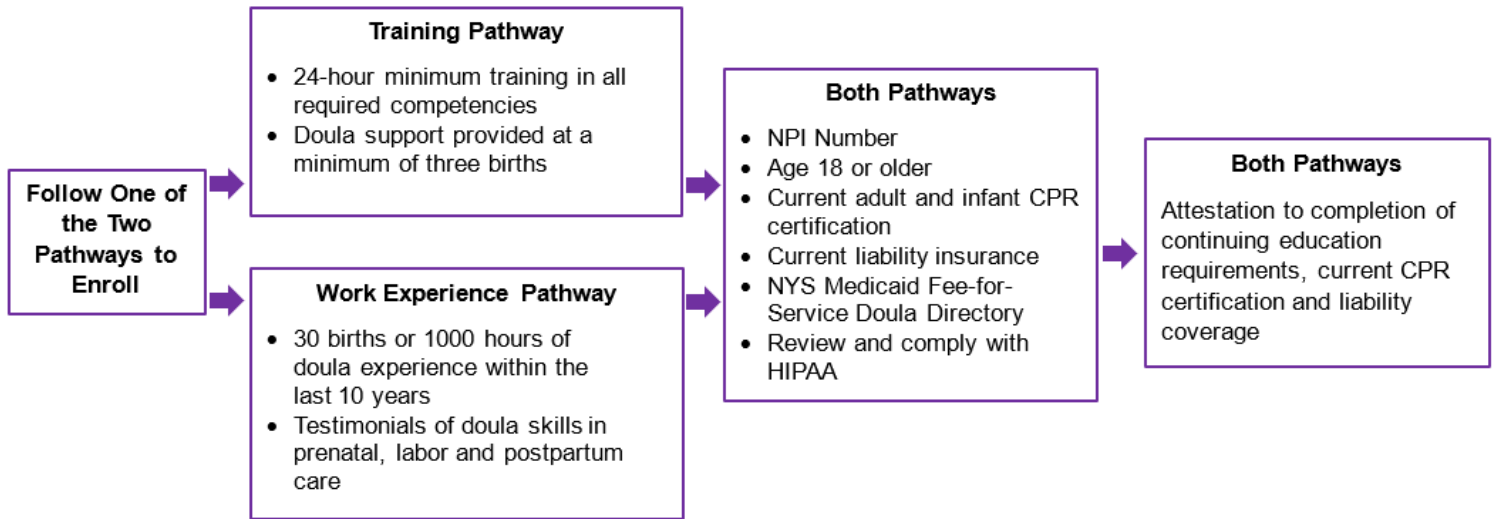 Follow One of
the Two
Pathways to
Enroll
Training Pathway
• 24-hour minimum training in all
required competencies
• Doula support provided at a
minimum of three births
Work Experience Pathway
• 30 births or 1000 hours of
doula experience within the
last 10 years
• Testimonials of doula skills in
prenatal, labor and postpartum
care
Both Pathways
• NPI Number
• Age 18 or older
• Current adult and infant CPR
certification
• Current liability insurance
• NYS Medicaid Fee-for-
Service Doula Directory
• Review and comply with
HIPAA
Both Pathways
Attestation to completion of
continuing education
requirements, current CPR
certification and liability
coverage